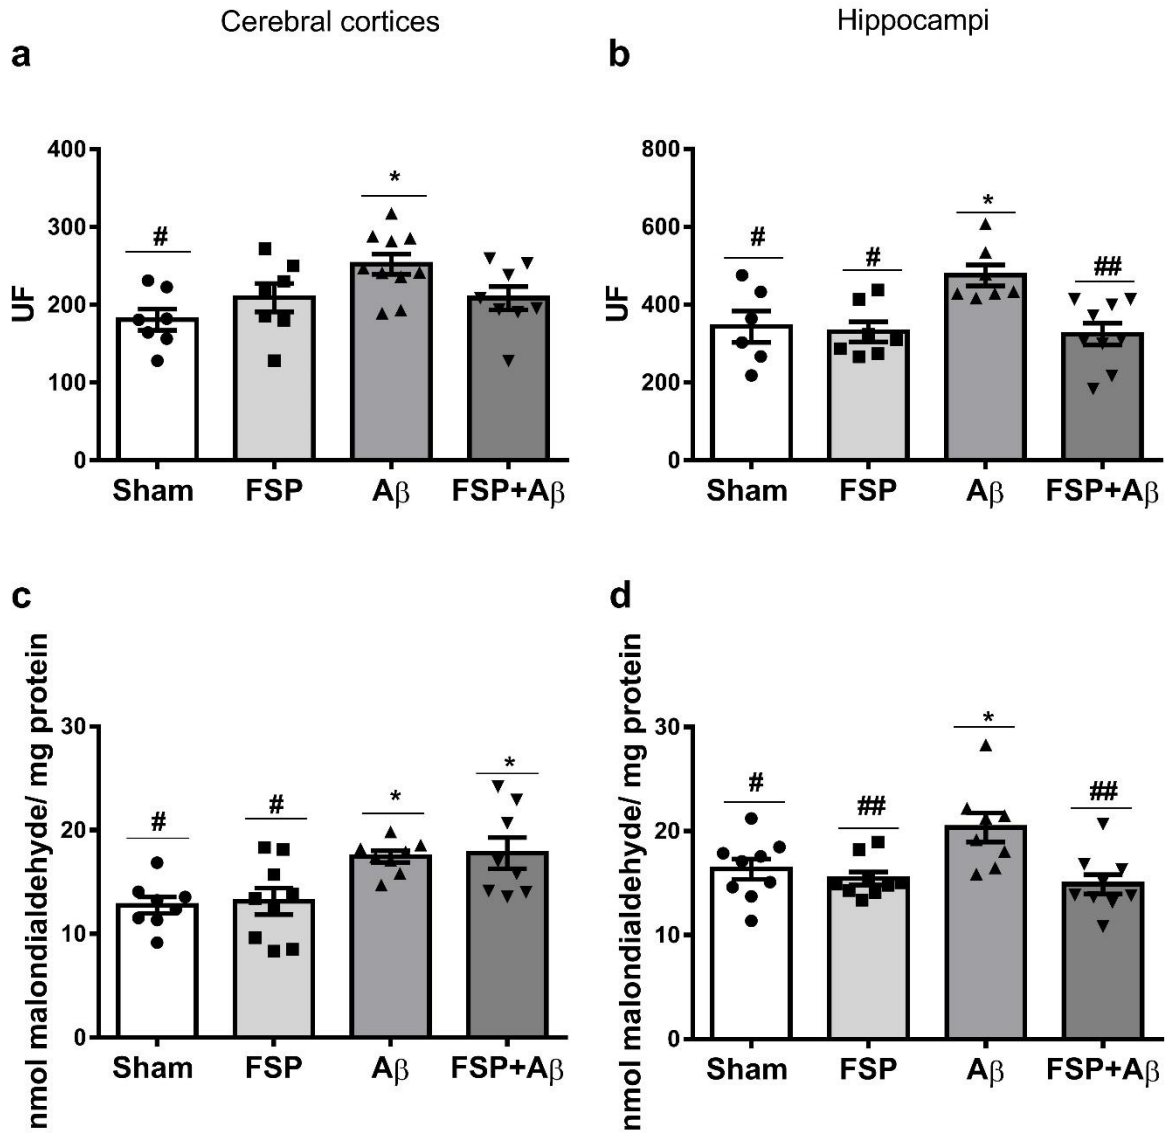 Cerebral cortices
Hippocampi
a
b
400
300
200
100
0
UF
#
*
Sham FSP Aβ FSP+Aβ
800
600
400
200
0
UF
# # * ##
Sham FSP Aβ FSP+Aβ
c
d
nmol malondialdehyde/ mg protein
30
20
10
0
# # * *
Sham FSP Aβ FSP+Aβ
nmol malondialdehyde/ mg protein
30
20
10
0
# ## * ##
Sham FSP Aβ FSP+Aβ